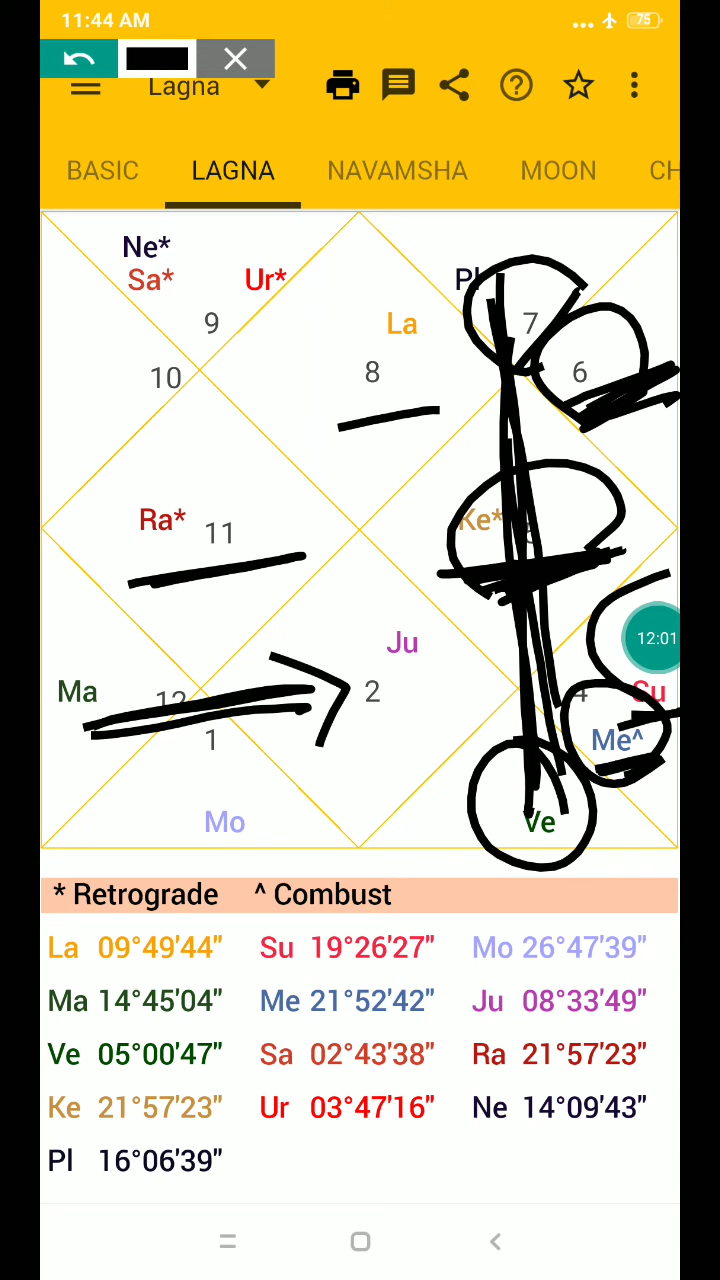 11:44 AM
75
Lagna
BASIC LAGNA NAVAMSHA MOON CH
Ne*
Sa* Ur* Pl
9 La 7
10 8 6
Ra* 11 Ke*
Ju
Ma 12 2 4 Su
12:01
1 Me^
Mo Ve
* Retrograde ^ Combust
La 09°49'44" Su 19°26'27" Mo 26°47'39"
Ma 14°45'04" Me 21°52'42" Ju 08°33'49"
Ve 05°00'47" Sa 02°43'38" Ra 21°57'23"
Ke 21°57'23" Ur 03°47'16" Ne 14°09'43"
Pl 16°06'39"